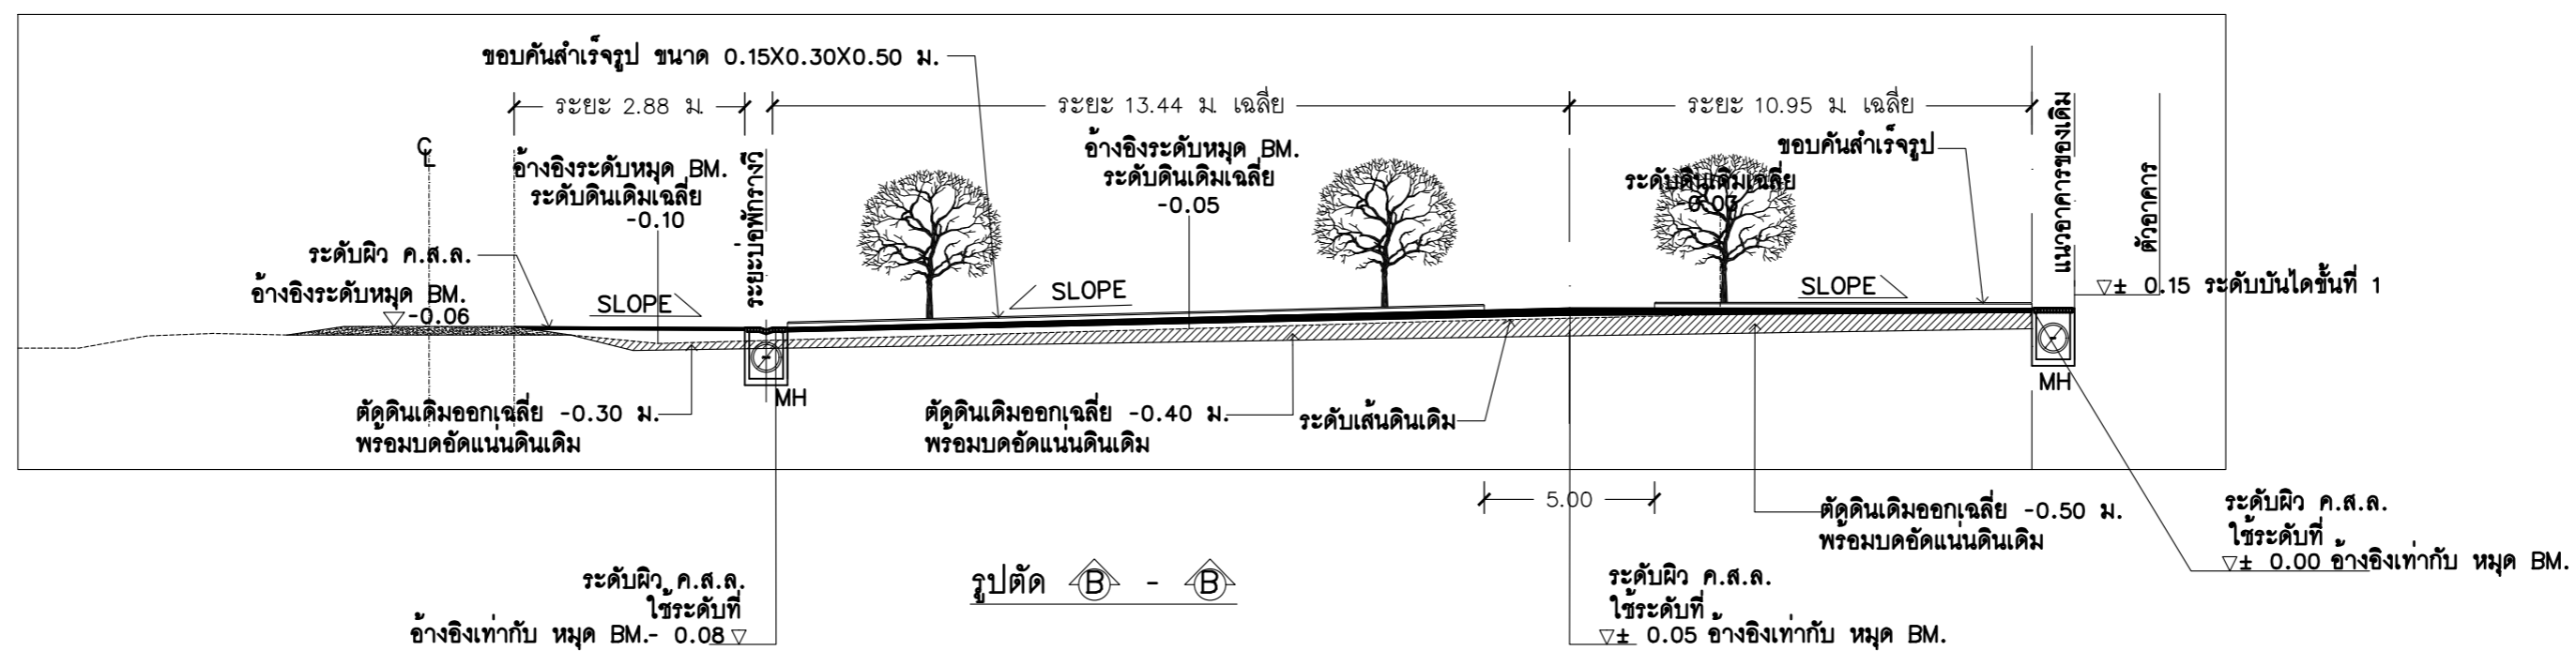 ขอบคันสำเร็จรูป ขนาด 0.15X0.30X0.50 ม.
ระยะ 2.88 ม.
ระยะ 13.44 ม. เฉลี่ย
ระยะ 10.95 ม. เฉลี่ย
แนวอาคารของเดิม
ตัวอาคาร
℄
อ้างอิงระดับหมุด BM.
ระดับดินเดิมเฉลี่ย
-0.10
อ้างอิงระดับหมุด BM.
ระดับดินเดิมเฉลี่ย
-0.05
ขอบคันสำเร็จรูป
ระดับดินเดิมเฉลี่ย
-0.03
ระยะบ่อพักรางวี
ระดับผิว ค.ส.ล.
อ้างอิงระดับหมุด BM.
-0.06
SLOPE
SLOPE
SLOPE
± 0.15 ระดับบันไดขั้นที่ 1
MH
MH
ตัดดินเดิมออกเฉลี่ย -0.30 ม.
พร้อมบดอัดแน่นดินเดิม
ตัดดินเดิมออกเฉลี่ย -0.40 ม.
พร้อมบดอัดแน่นดินเดิม
ระดับเส้นดินเดิม
5.00
ตัดดินเดิมออกเฉลี่ย -0.50 ม.
พร้อมบดอัดแน่นดินเดิม
ระดับผิว ค.ส.ล.
ใช้ระดับที่
± 0.00 อ้างอิงเท่ากับ หมุด BM.
ระดับผิว ค.ส.ล.
ใช้ระดับที่
อ้างอิงเท่ากับ หมุด BM.- 0.08
รูปตัด B - B
ระดับผิว ค.ส.ล.
ใช้ระดับที่
± 0.05 อ้างอิงเท่ากับ หมุด BM.